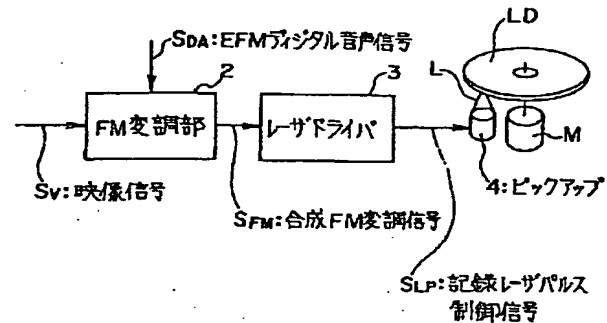 SDA:EFMディジタル音声信号
LD
2
3
L
FM変調部
レーザドライバ
M
4:ピックアップ
SV:映像信号
SFM:合成FM変調信号
SLP:記録レーザパルス
制御信号